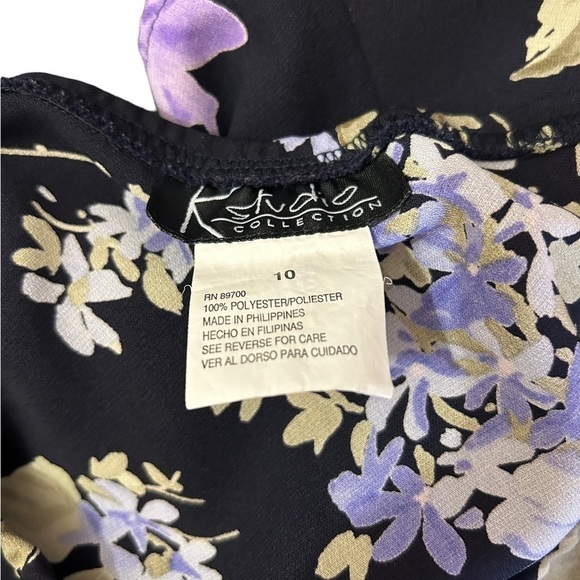 K studio
COLLECTION
10
RN 89700
100% POLYESTER/POLIESTER
MADE IN PHILIPPINES
HECHO EN FILIPINAS
SEE REVERSE FOR CARE
VER AL DORSO PARA CUIDADO